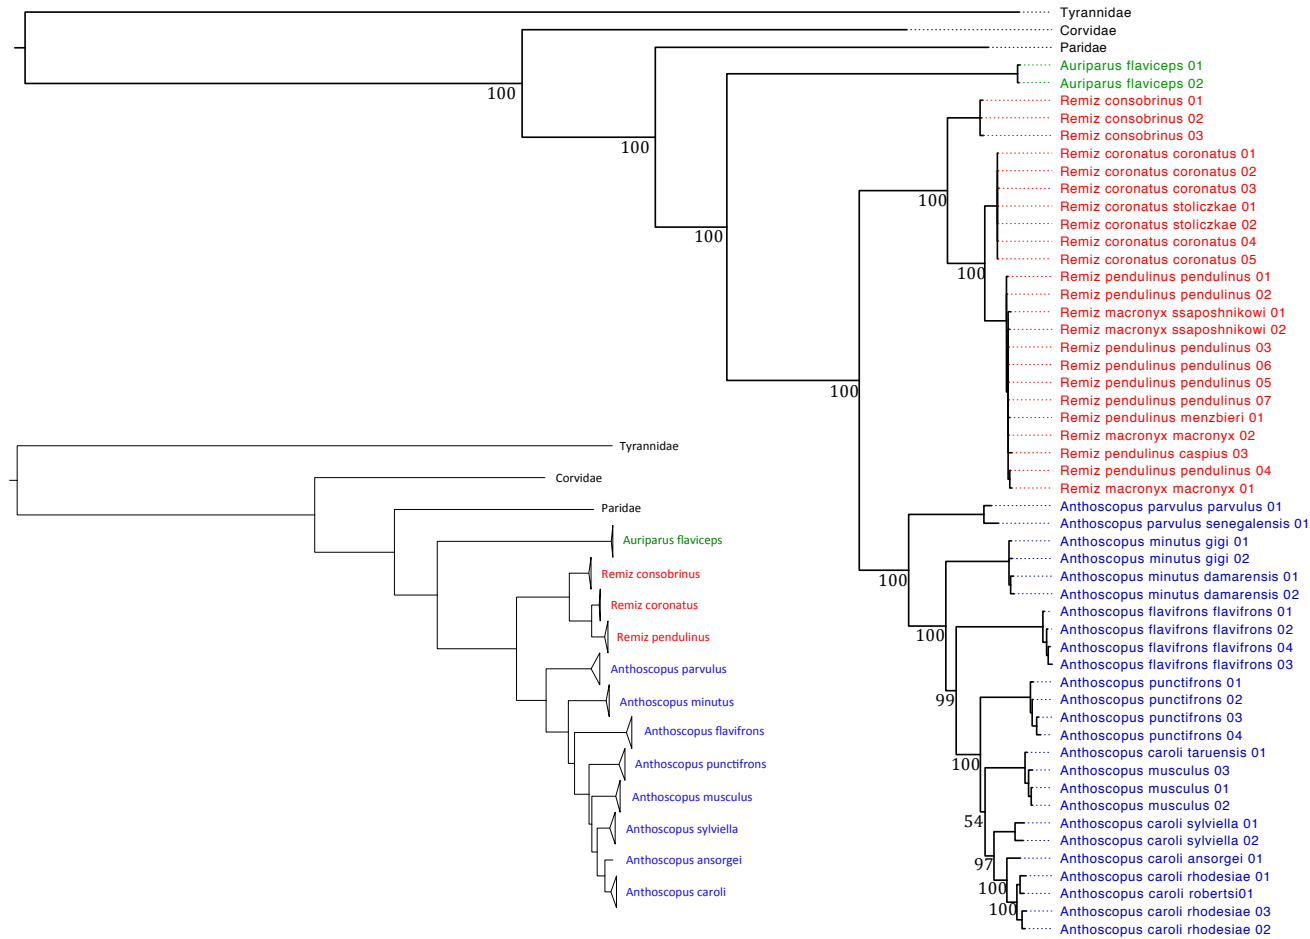 Tyrannidae
Corvidae
Paridae
Auriparus flaviceps 01
Auriparus flaviceps 02
Remiz consobrinus 01
Remiz consobrinus 02
Remiz consobrinus 03
Remiz coronatus coronatus 01
Remiz coronatus coronatus 02
Remiz coronatus coronatus 03
Remiz coronatus stoliczkae 01
Remiz coronatus stoliczkae 02
Remiz coronatus coronatus 04
Remiz coronatus coronatus 05
Remiz pendulinus pendulinus 01
Remiz pendulinus pendulinus 02
Remiz macronyx ssaposhnikowi 01
Remiz macronyx ssaposhnikowi 02
Remiz pendulinus pendulinus 03
Remiz pendulinus pendulinus 06
Remiz pendulinus pendulinus 05
Remiz pendulinus pendulinus 07
Remiz pendulinus menzbieri 01
Remiz macronyx macronyx 02
Remiz pendulinus caspius 03
Remiz pendulinus pendulinus 04
Remiz macronyx macronyx 01
Anthoscopus parvulus parvulus 01
Anthoscopus parvulus senegalensis 01
Anthoscopus minutus gigi 01
Anthoscopus minutus gigi 02
Anthoscopus minutus damarensis 01
Anthoscopus minutus damarensis 02
Anthoscopus flavifrons flavifrons 01
Anthoscopus flavifrons flavifrons 02
Anthoscopus flavifrons flavifrons 04
Anthoscopus flavifrons flavifrons 03
Anthoscopus punctifrons 01
Anthoscopus punctifrons 02
Anthoscopus punctifrons 03
Anthoscopus punctifrons 04
Anthoscopus caroli taruensis 01
Anthoscopus musculus 03
Anthoscopus musculus 01
Anthoscopus musculus 02
Anthoscopus caroli sylviella 01
Anthoscopus caroli sylviella 02
Anthoscopus caroli ansorgei 01
Anthoscopus caroli rhodesiae 01
Anthoscopus caroli robertsi01
Anthoscopus caroli rhodesiae 03
Anthoscopus caroli rhodesiae 02
100
100
100
100
100
100
100
100
99
100
54
97
100
100
Tyrannidae
Corvidae
Paridae
Auriparus flaviceps
Remiz consobrinus
Remiz coronatus
Remiz pendulinus
Anthoscopus parvulus
Anthoscopus minutus
Anthoscopus flavifrons
Anthoscopus punctifrons
Anthoscopus musculus
Anthoscopus sylviella
Anthoscopus ansorgei
Anthoscopus caroli